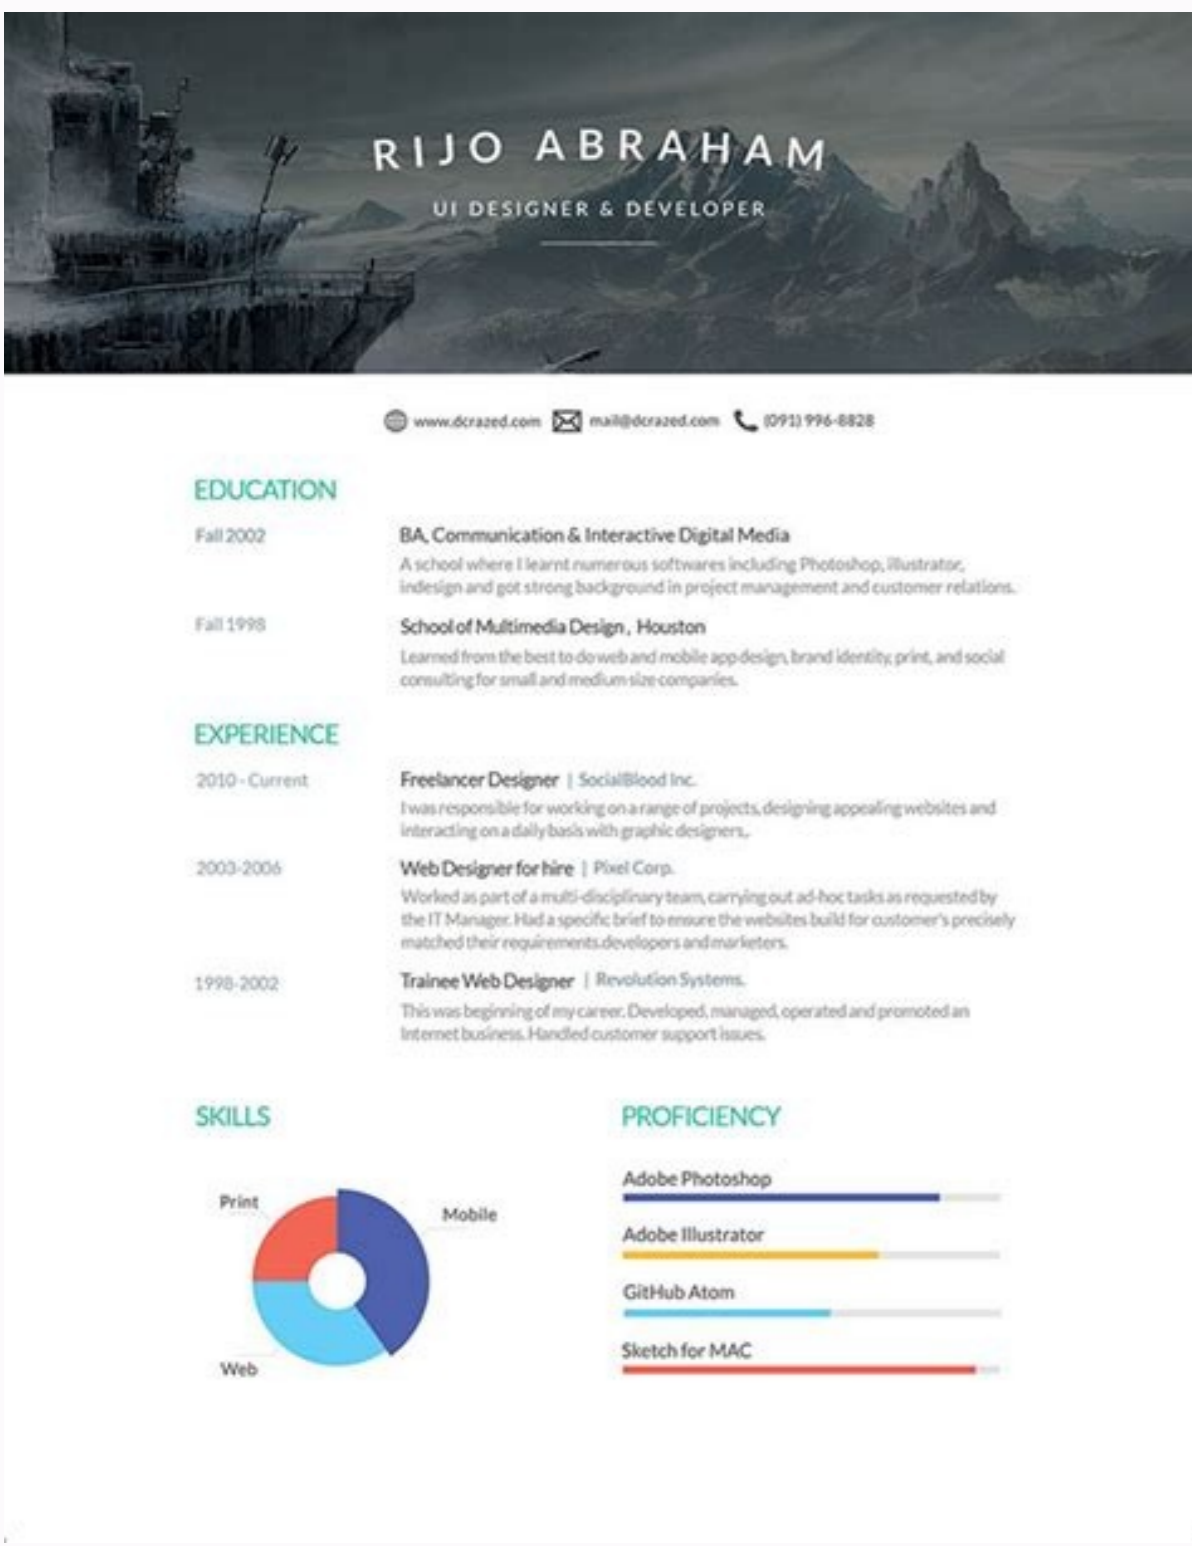 RIJO ABRAHAM
UI DESIGNER & DEVELOPER
www.dcrazed.com mail@dcrazed.com (091) 996-8828
EDUCATION
Fall 2002 BA, Communication & Interactive Digital Media
A school where I learnt numerous softwares including Photoshop, illustrator,
indesign and got strong background in project management and customer relations.
Fall 1998 School of Multimedia Design, Houston
Learned from the best to do web and mobile app design, brand identity, print, and social
consulting for small and medium size companies.
EXPERIENCE
2010 - Current Freelancer Designer | SocialBlood Inc.
I was responsible for working on a range of projects, designing appealing websites and
interacting on a daily basis with graphic designers,.
2003-2006 Web Designer for hire | Pixel Corp.
Worked as part of a multi-disciplinary team, carrying out ad-hoc tasks as requested by
the IT Manager. Had a specific brief to ensure the websites build for customer's precisely
matched their requirements.developers and marketers.
1998-2002 Trainee Web Designer | Revolution Systems.
This was beginning of my career. Developed, managed, operated and promoted an
Internet business. Handled customer support issues.
SKILLS
Print
Mobile
Web
PROFICIENCY
Adobe Photoshop
Adobe Illustrator
GitHub Atom
Sketch for MAC